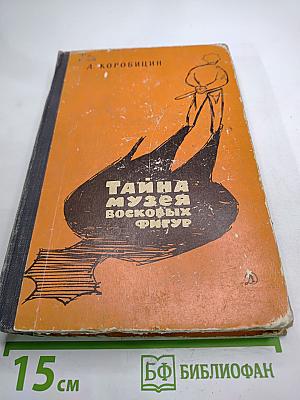 А. КОРОБИЦИН
ТАЙНА
МУЗЕЯ
ВОСКОВЫХ
ФИГУР
15 см
БФ БИБЛИОФАН